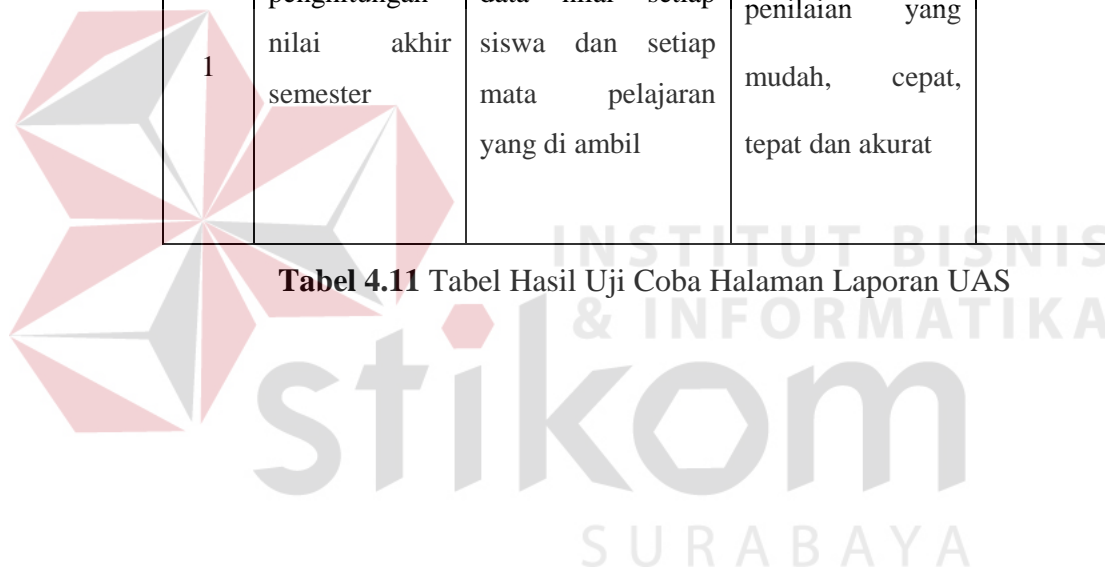 1
penghitungan
nilai akhir
semester
data nilai setiap
siswa dan setiap
mata pelajaran
yang di ambil
penilaian yang
mudah, cepat,
tepat dan akurat
Tabel 4.11 Tabel Hasil Uji Coba Halaman Laporan UAS
INSTITUT BISNIS
& INFORMATIKA
stikom
SURABAYA